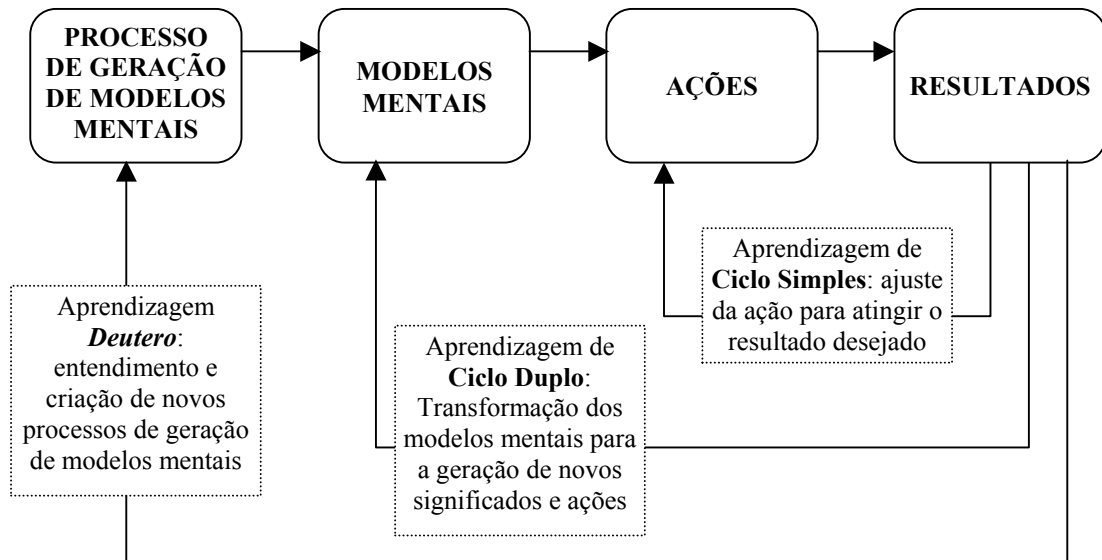 PROCESSO
DE GERAÇÃO
DE MODELOS
MENTAIS
MODELOS
MENTAIS
AÇÕES
RESULTADOS
Aprendizagem de
Ciclo Simples: ajuste
da ação para atingir o
resultado desejado
Aprendizagem
Deutero:
entendimento e
criação de novos
processos de geração
de modelos mentais
Aprendizagem de
Ciclo Duplo:
Transformação dos
modelos mentais para
a geração de novos
significados e ações